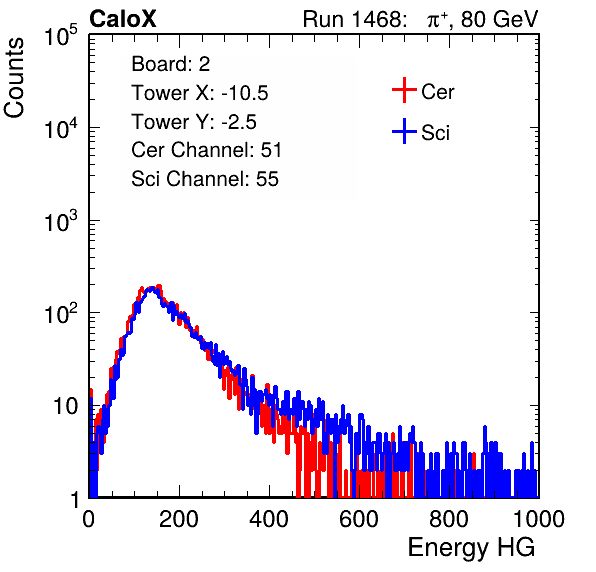 CaloX Run 1468: π⁺, 80 GeV
Counts
10⁵
10⁴
10³
10²
10
1
Board: 2
Tower X: -10.5
Tower Y: -2.5
Cer Channel: 51
Sci Channel: 55
Cer
Sci
0 200 400 600 800 1000
Energy HG